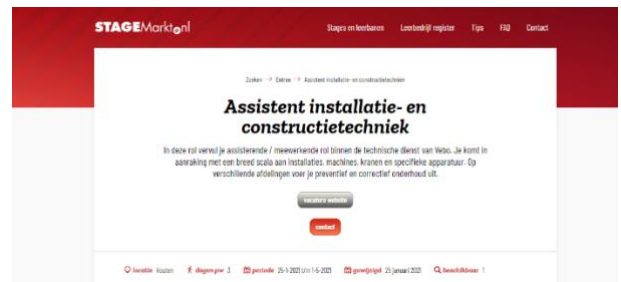 STAGEMarkt.nl
Stages en leerbanen Leerbedrijf register Tips FAQ Contact
Zoeken → Entree → Assistent installatie- en constructietechniek
Assistent installatie- en
constructietechniek
In deze rol vervul je assisterende / meewerkende rol binnen de technische dienst van Vebo. Je komt in
aanraking met een breed scala aan installaties, machines, kranen en specifieke apparatuur. Op
verschillende afdelingen voer je preventief en correctief onderhoud uit.
vacature website
contact
locatie Houten dagen pw 3 periode 25-1-2021 t/m 1-5-2021 gewijzigd 25 januari 2021 beschikbaar 1